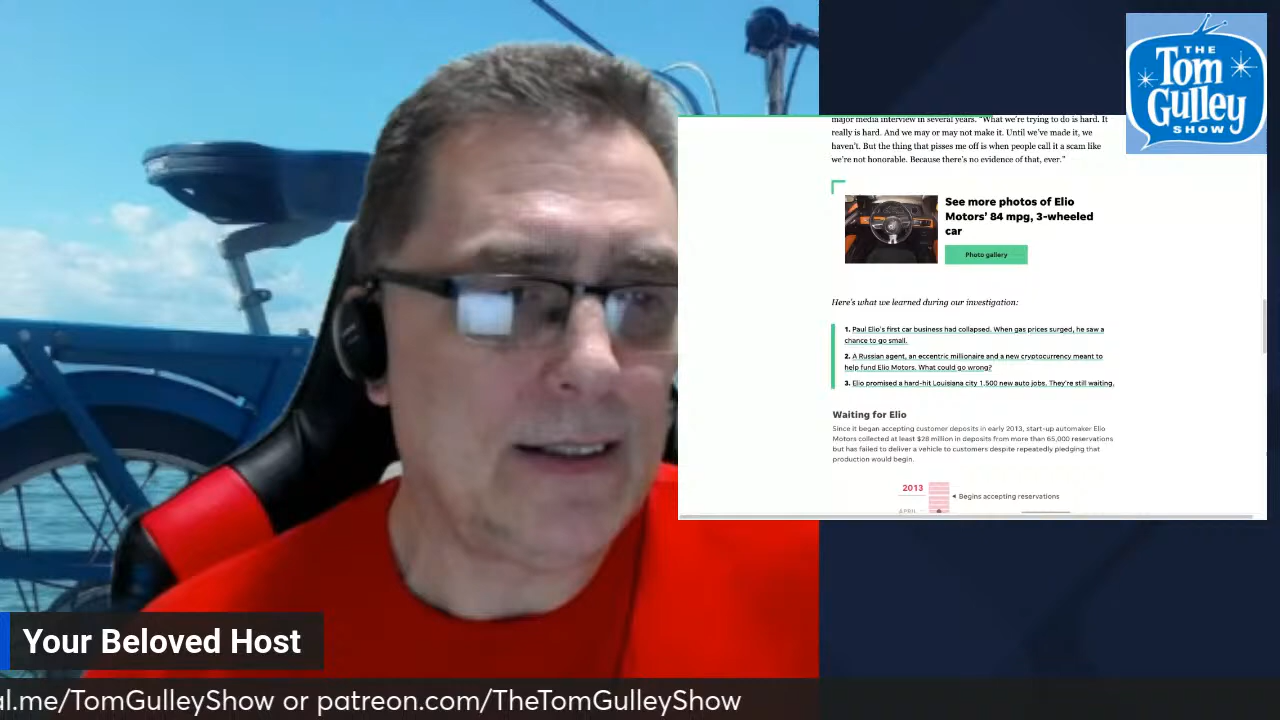 THE
Tom
Gulley
SHOW
major media interview in several years. "What we're trying to do is hard. It
really is hard. And we may or may not make it. Until we've made it, we
haven't. But the thing that pisses me off is when people call it a scam like
we're not honorable. Because there's no evidence of that, ever."
See more photos of Elio
Motors' 84 mpg, 3-wheeled
car
Photo gallery
Here's what we learned during our investigation:
1. Paul Elio's first car business had collapsed. When gas prices surged, he saw a
chance to go small.
2. A Russian agent, an eccentric millionaire and a new cryptocurrency meant to
help fund Elio Motors. What could go wrong?
3. Elio promised a hard-hit Louisiana city 1,500 new auto jobs. They're still waiting.
Waiting for Elio
Since it began accepting customer deposits in early 2013, start-up automaker Elio
Motors collected at least $28 million in deposits from more than 65,000 reservations
but has failed to deliver a vehicle to customers despite repeatedly pledging that
production would begin.
2013
Begins accepting reservations
APRIL
Your Beloved Host
al.me/TomGulleyShow or patreon.com/TheTomGulleyShow